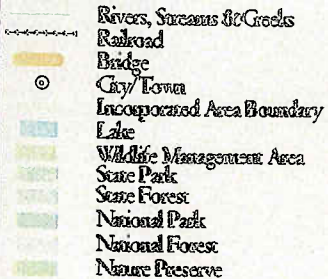 Rivers, Streams & Creeks
Railroad
Bridge
City/Town
Incorporated Area Boundary
Lake
Wildlife Management Area
State Park
State Forest
National Park
National Forest
Nature Preserve